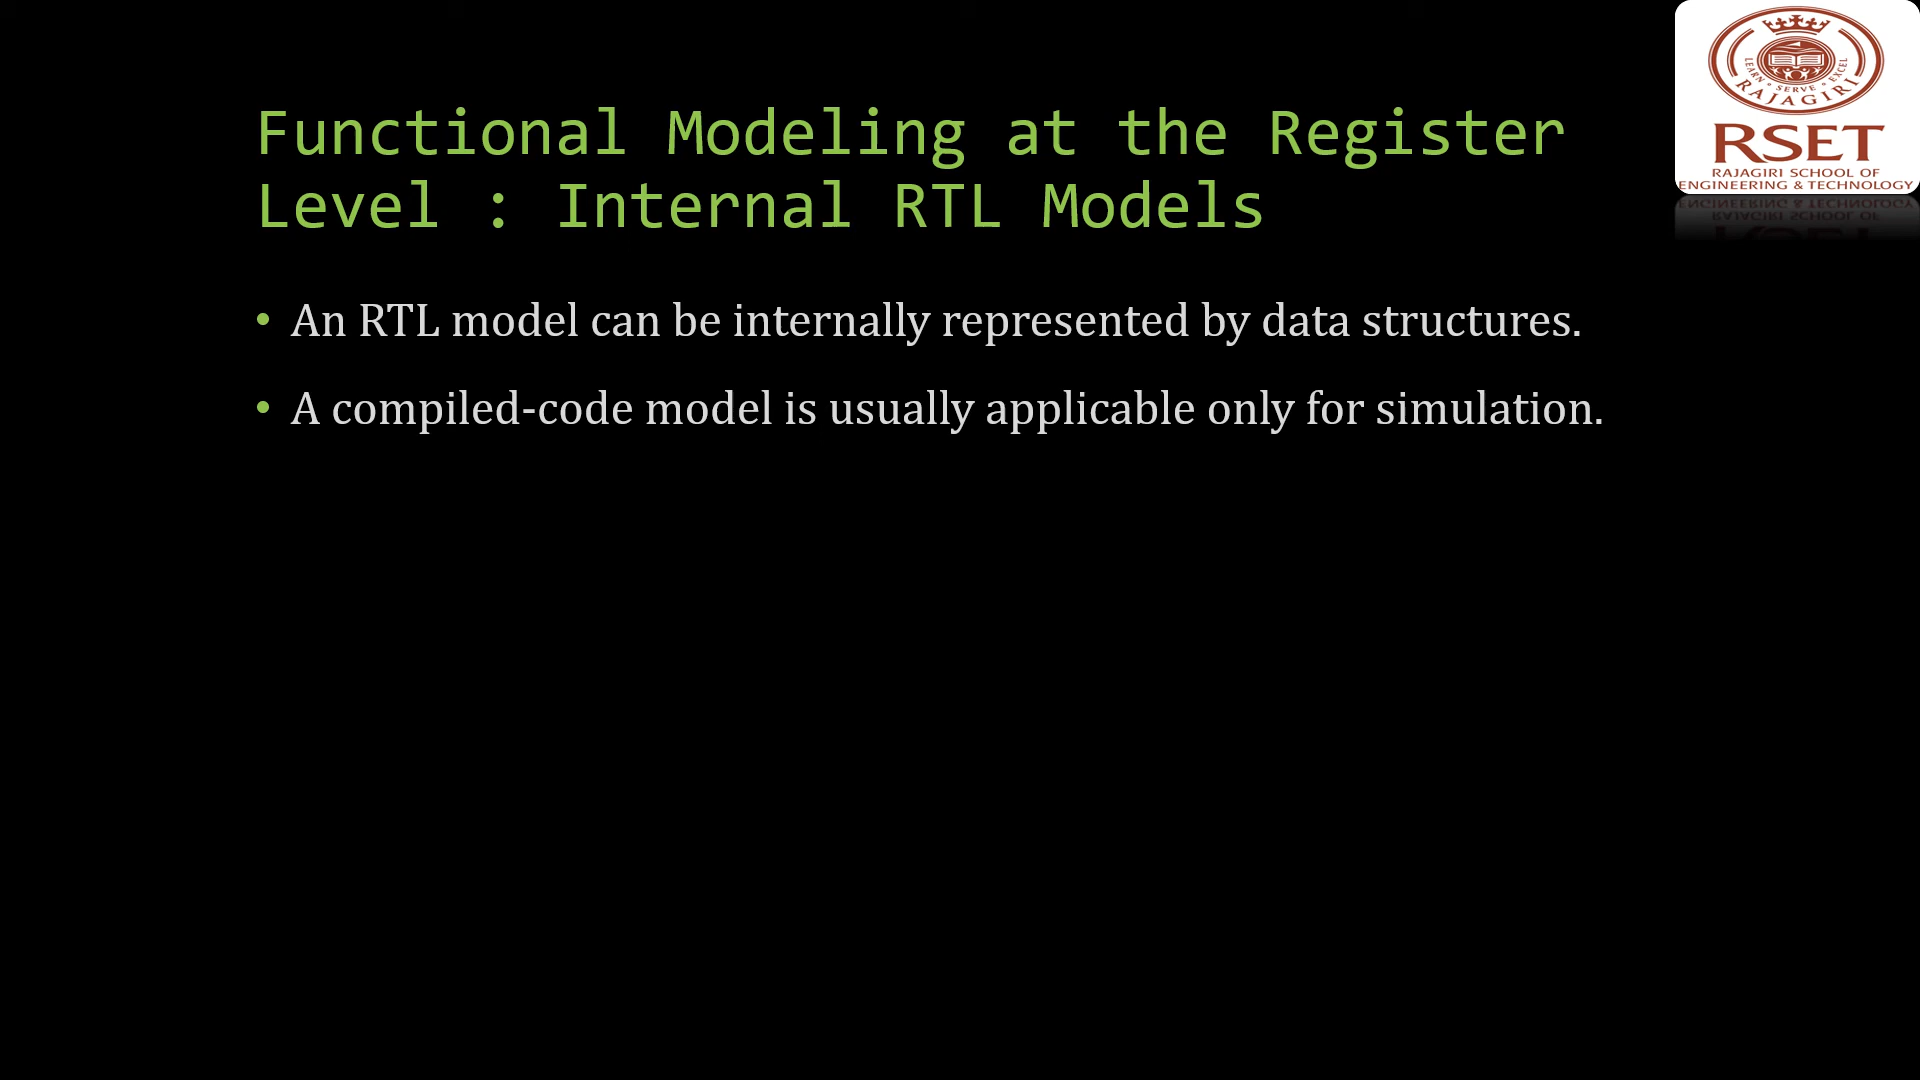 Functional Modeling at the Register
Level : Internal RTL Models
• An RTL model can be internally represented by data structures.
• A compiled-code model is usually applicable only for simulation.
LEARN • SERVE • EXCEL
RAJAGIRI
RSET
RAJAGIRI SCHOOL OF
ENGINEERING & TECHNOLOGY